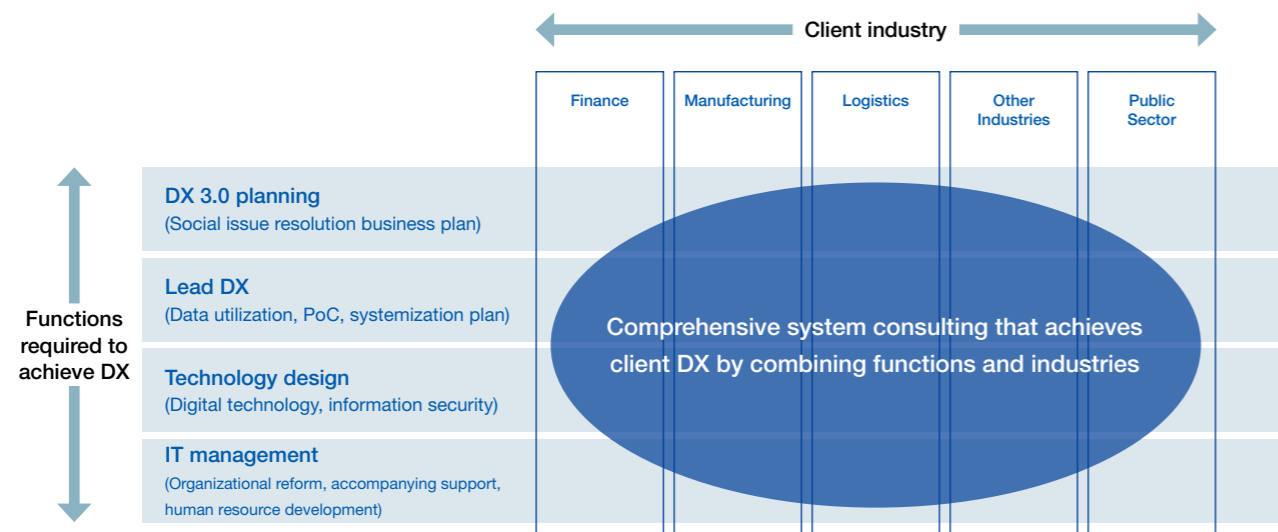 Client industry
Finance
Manufacturing
Logistics
Other
Industries
Public
Sector
Functions
required to
achieve DX
DX 3.0 planning
(Social issue resolution business plan)
Lead DX
(Data utilization, PoC, systemization plan)
Technology design
(Digital technology, information security)
IT management
(Organizational reform, accompanying support,
human resource development)
Comprehensive system consulting that achieves
client DX by combining functions and industries